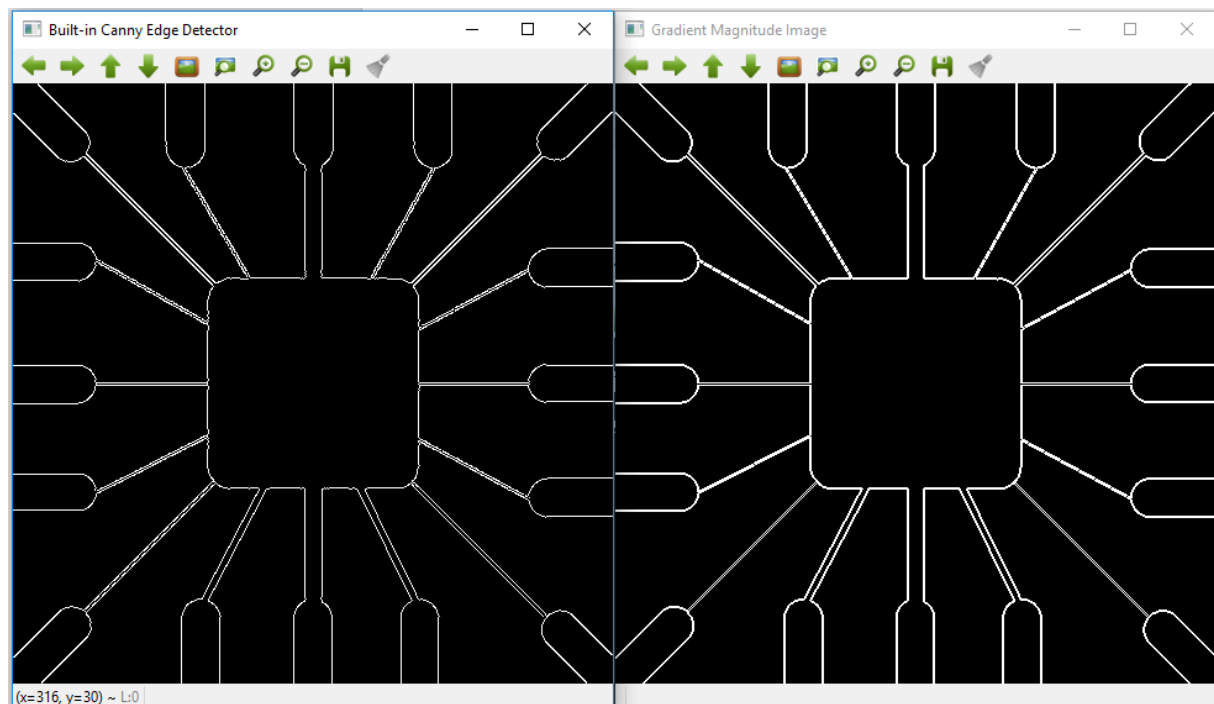 Built-in Canny Edge Detector
Gradient Magnitude Image
(x=316, y=30) ~ L:0